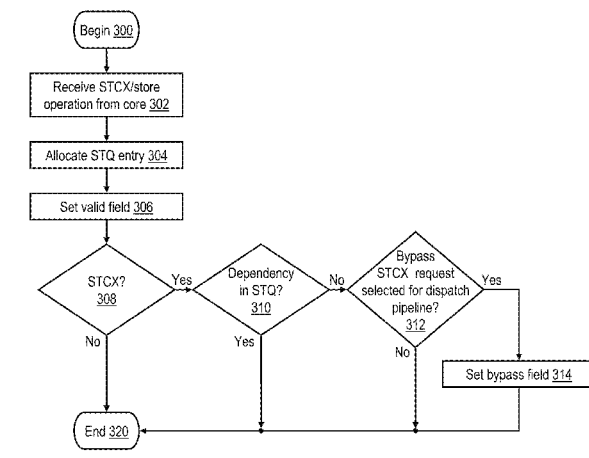 Begin 300
Receive STCX/store
operation from core 302
Allocate STQ entry 304
Set valid field 306
STCX?
308
Yes
No
Dependency
in STQ?
310
No
Yes
Bypass
STCX request
selected for dispatch
pipeline?
312
Yes
No
Set bypass field 314
End 320